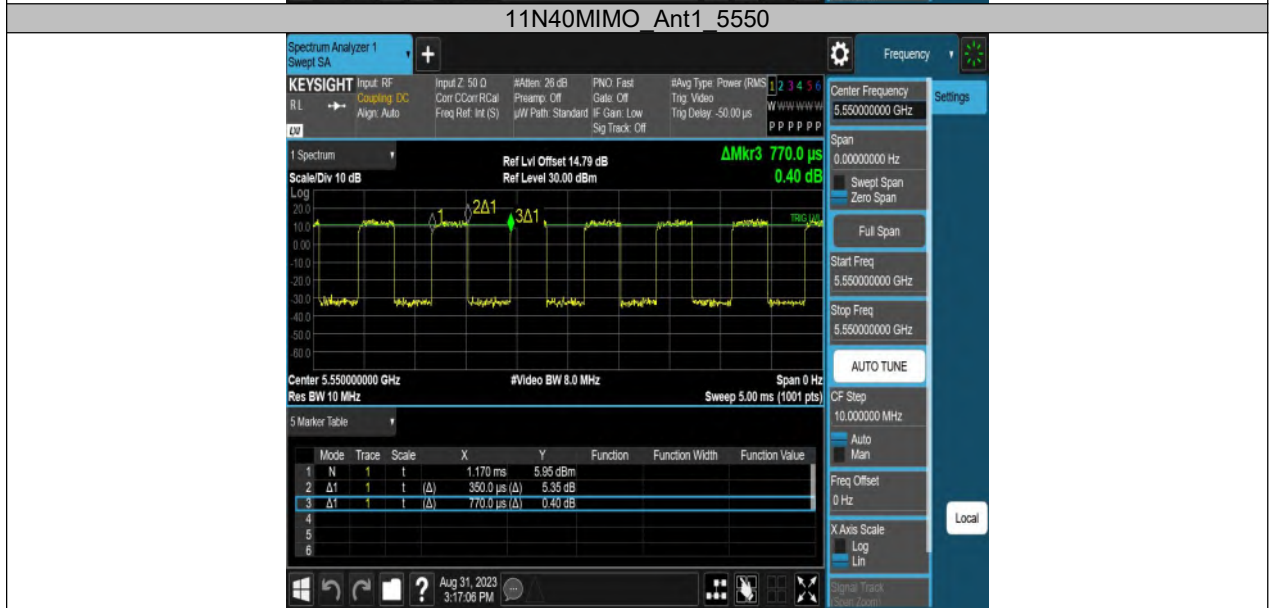 11N40MIMO_Ant1_5550
Spectrum Analyzer 1
Swept SA
+
Frequency
KEYSIGHT
Input: RF
Input Z: 50 Ω
#Atten: 26 dB
PNO: Fast
#Avg Type: Power (RMS
1 2 3 4 5 6
RL
Coupling: DC
Corr CCorr RCal
Preamp: Off
Gate: Off
Trig: Video
W W W W W W
Align: Auto
Freq Ref: Int (S)
µW Path: Standard
IF Gain: Low
Trig Delay: -50.00 µs
P P P P P P
LXI
Sig Track: Off
Center Frequency
5.550000000 GHz
Settings
1 Spectrum
Ref Lvl Offset 14.79 dB
ΔMkr3 770.0 µs
Scale/Div 10 dB
Ref Level 30.00 dBm
0.40 dB
Log
20.0
10.0
0.00
-10.0
-20.0
-30.0
-40.0
-50.0
-60.0
1
2Δ1
3Δ1
TRIG LVL
Center 5.550000000 GHz
#Video BW 8.0 MHz
Span 0 Hz
Res BW 10 MHz
Sweep 5.00 ms (1001 pts)
Span
0.00000000 Hz
Swept Span
Zero Span
Full Span
Start Freq
5.550000000 GHz
Stop Freq
5.550000000 GHz
AUTO TUNE
CF Step
10.000000 MHz
Auto
Man
Freq Offset
0 Hz
X Axis Scale
Log
Lin
Signal Track
(Span Zoom)
Local
5 Marker Table
Mode Trace Scale X Y Function Function Width Function Value
1 N 1 t 1.170 ms 5.95 dBm
2 Δ1 1 t (Δ) 350.0 µs (Δ) 5.35 dB
3 Δ1 1 t (Δ) 770.0 µs (Δ) 0.40 dB
4
5
6
?
Aug 31, 2023
3:17:06 PM